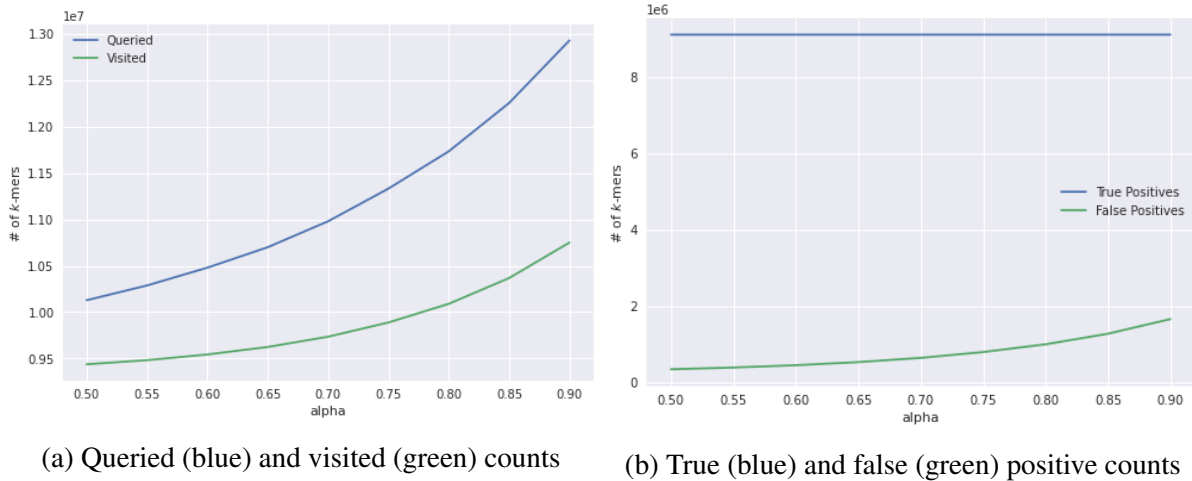 1e7
1.30
1.25
1.20
1.15
1.10
1.05
1.00
0.95
# of k-mers
Queried
Visited
0.50 0.55 0.60 0.65 0.70 0.75 0.80 0.85 0.90
alpha
(a) Queried (blue) and visited (green) counts
1e6
8
6
4
2
0
# of k-mers
True Positives
False Positives
0.50 0.55 0.60 0.65 0.70 0.75 0.80 0.85 0.90
alpha
(b) True (blue) and false (green) positive counts